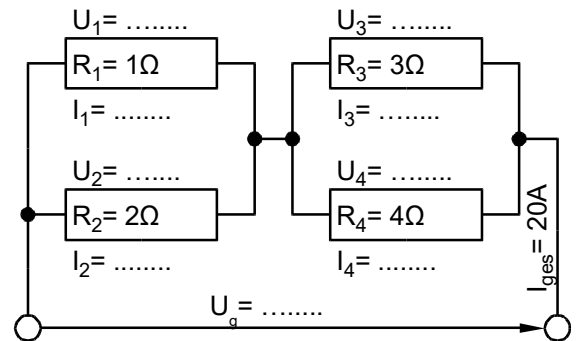 U₁= ….....
R₁= 1Ω
I₁= ........
U₃= ….....
R₃= 3Ω
I₃= ….....
U₂= ….....
R₂= 2Ω
I₂= ........
U₄= ….....
R₄= 4Ω
I₄= ........
I_ges= 20A
U_g= ….....